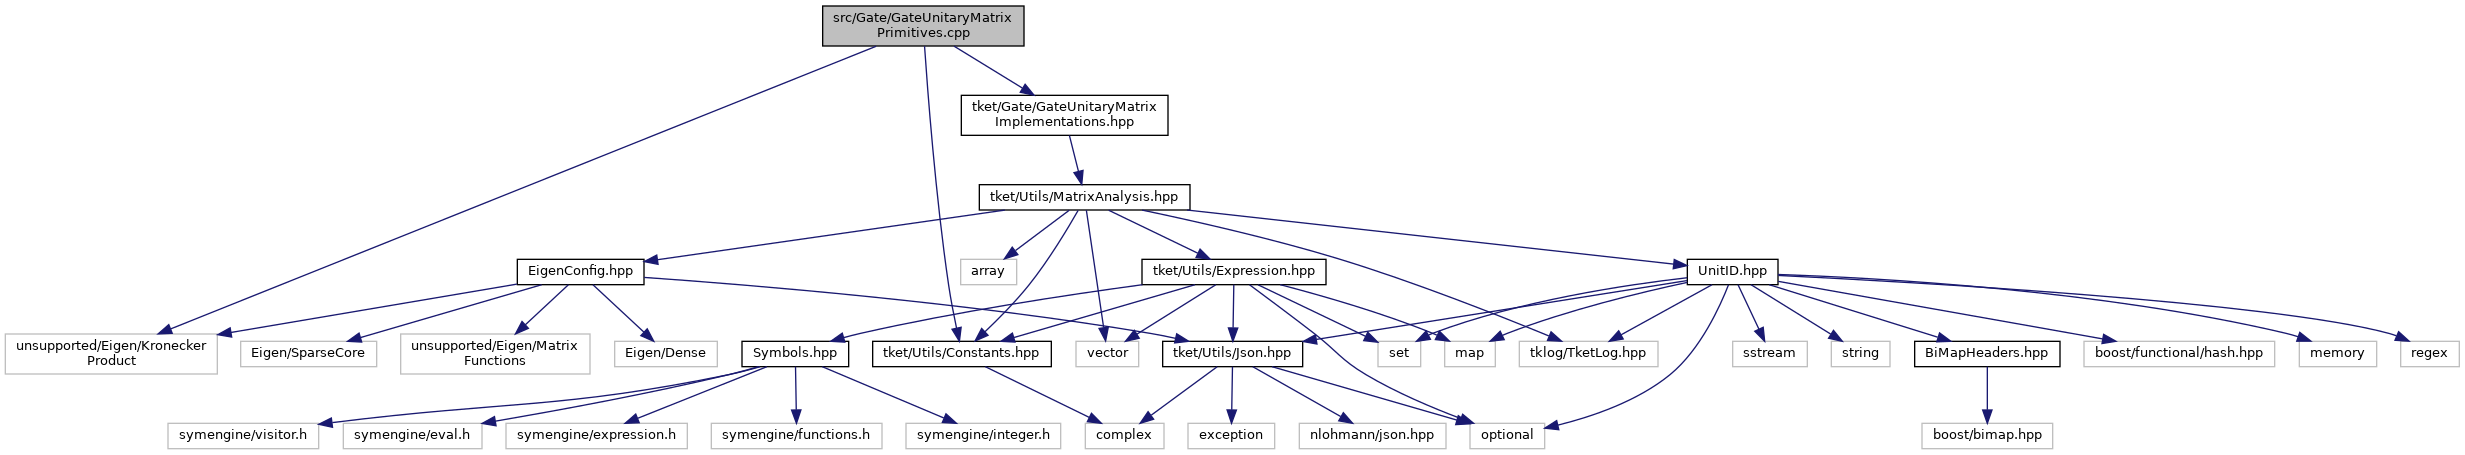 src/Gate/GateUnitaryMatrix
Primitives.cpp
tket/Gate/GateUnitaryMatrix
Implementations.hpp
tket/Utils/MatrixAnalysis.hpp
EigenConfig.hpp
array
tket/Utils/Expression.hpp
UnitID.hpp
unsupported/Eigen/Kronecker
Product
Eigen/SparseCore
unsupported/Eigen/Matrix
Functions
Eigen/Dense
Symbols.hpp
tket/Utils/Constants.hpp
vector
tket/Utils/Json.hpp
set
map
tklog/TketLog.hpp
sstream
string
BiMapHeaders.hpp
boost/functional/hash.hpp
memory
regex
symengine/visitor.h
symengine/eval.h
symengine/expression.h
symengine/functions.h
symengine/integer.h
complex
exception
nlohmann/json.hpp
optional
boost/bimap.hpp